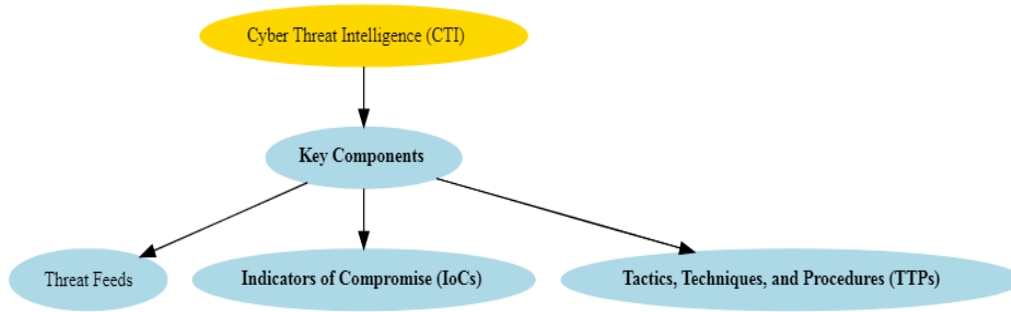 Cyber Threat Intelligence (CTI)
Key Components
Threat Feeds
Indicators of Compromise (IoCs)
Tactics, Techniques, and Procedures (TTPs)